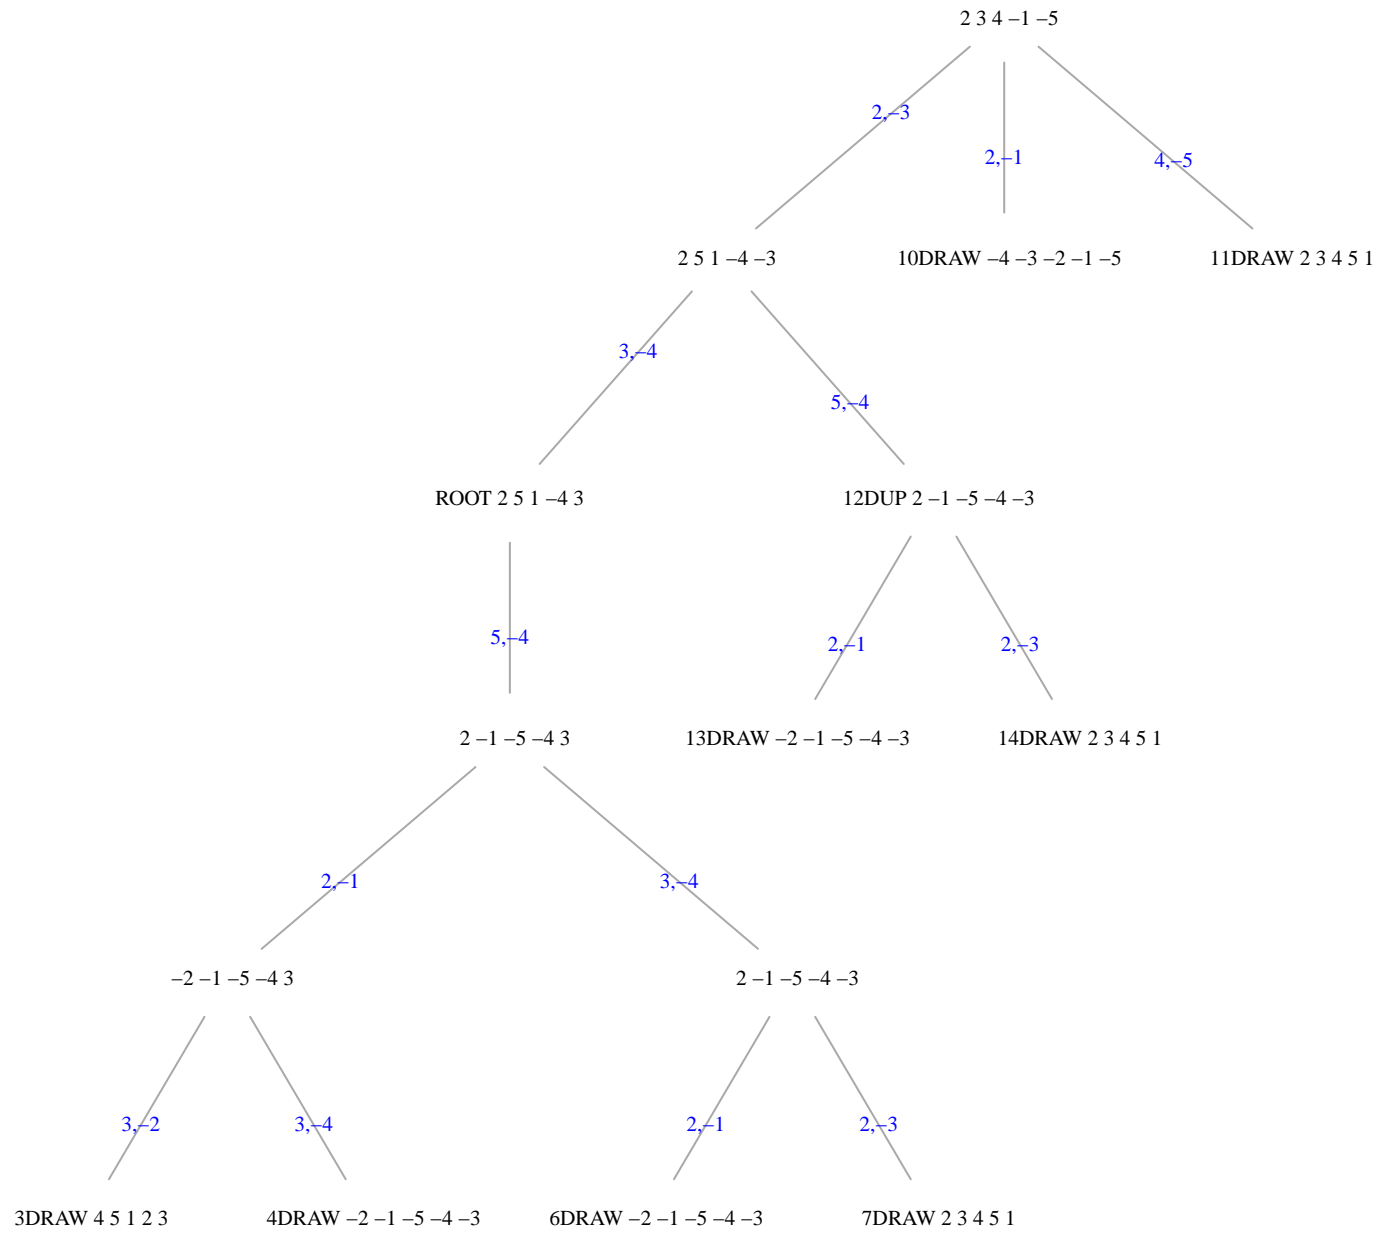 2 3 4 –1 –5
2,–3
2,–1
4,–5
2 5 1 –4 –3
10DRAW –4 –3 –2 –1 –5
11DRAW 2 3 4 5 1
3,–4
5,–4
ROOT 2 5 1 –4 3
12DUP 2 –1 –5 –4 –3
5,–4
2,–1
2,–3
2 –1 –5 –4 3
13DRAW –2 –1 –5 –4 –3
14DRAW 2 3 4 5 1
2,–1
3,–4
–2 –1 –5 –4 3
2 –1 –5 –4 –3
3,–2
3,–4
2,–1
2,–3
3DRAW 4 5 1 2 3
4DRAW –2 –1 –5 –4 –3
6DRAW –2 –1 –5 –4 –3
7DRAW 2 3 4 5 1